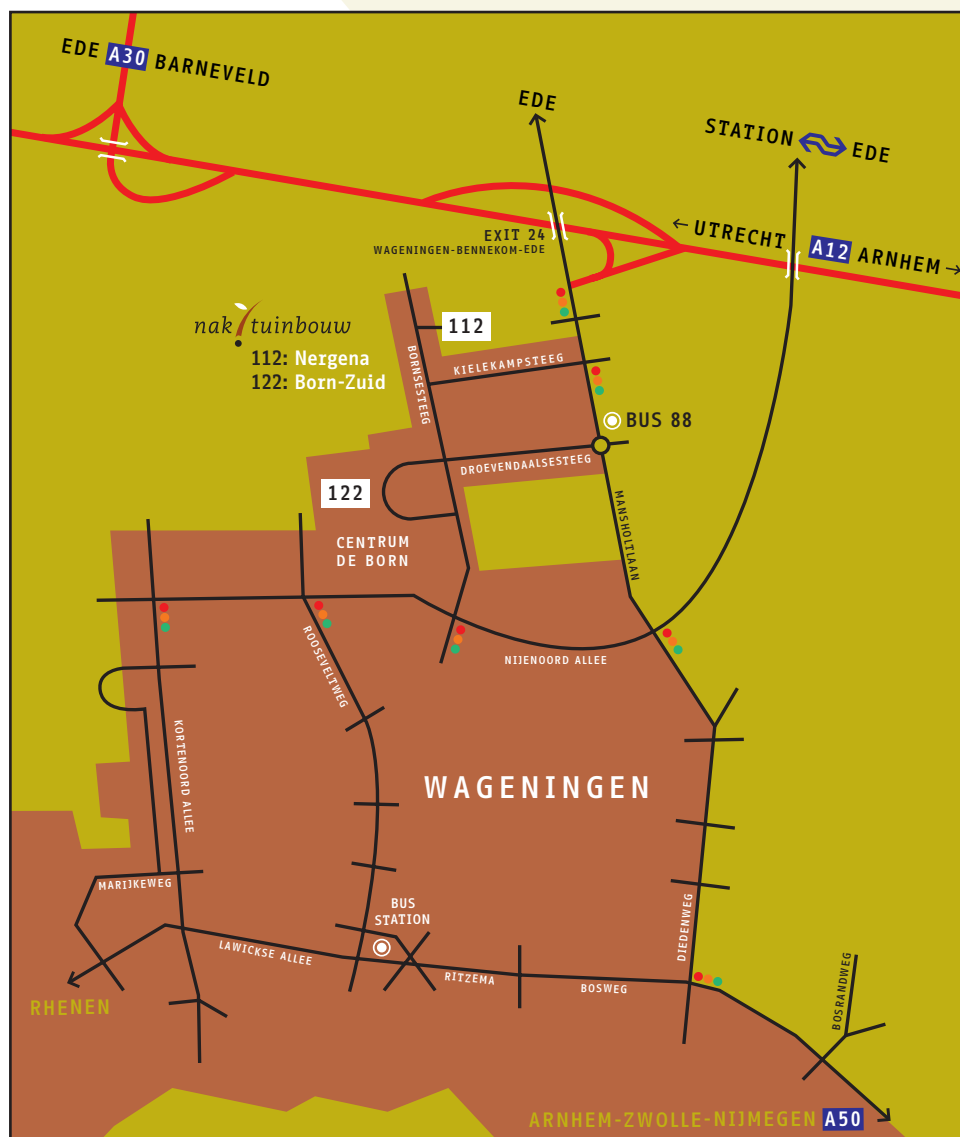 EDE A30 BARNEVELD
EDE
STATION EDE
← UTRECHT A12 ARNHEM →
EXIT 24
WAGENINGEN-BENNEKOM-EDE
nak tuinbouw
112: Nergena
122: Born-Zuid
112
BORNSESTEEG
KIELEKAMPSTEEG
BUS 88
DROEVENDAALSESTEEG
122
MANSHOLTLAAN
CENTRUM
DE BORN
ROOSEVELTWEG
NIJENOORD ALLEE
KORTENOORD ALLEE
WAGENINGEN
MARIJKEWEG
BUS
STATION
LAWICKSE ALLEE
RITZEMA
BOSWEG
DIEDENWEG
BOSRANDWEG
RHENEN
ARNHEM-ZWOLLE-NIJMEGEN A50